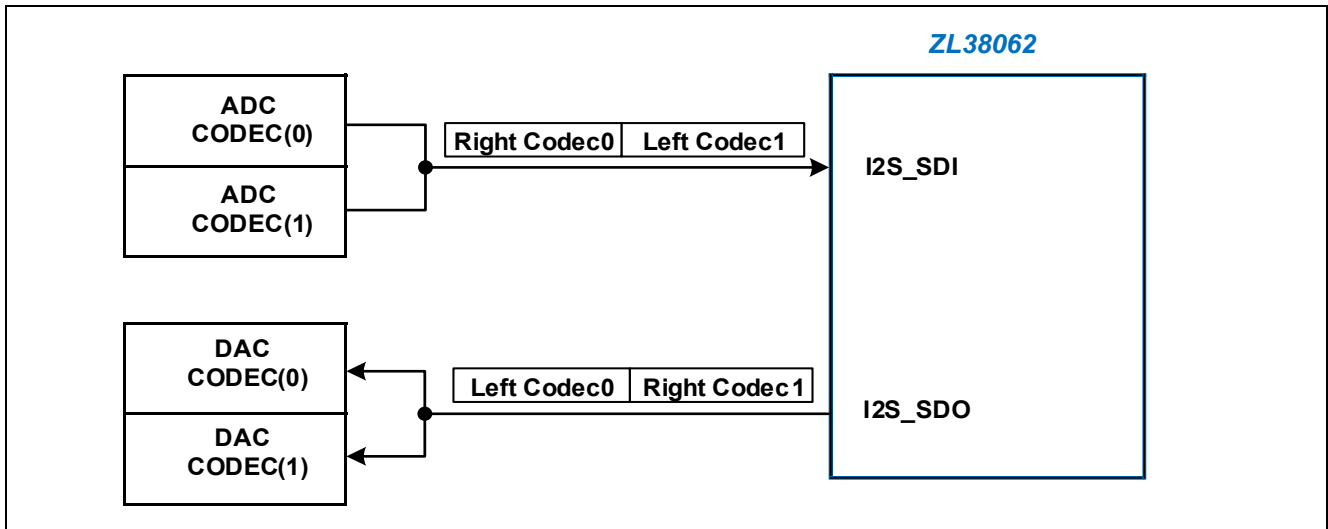 ZL38062
ADC
CODEC(0)
ADC
CODEC(1)
Right Codec0 Left Codec1
I2S_SDI
DAC
CODEC(0)
DAC
CODEC(1)
Left Codec0 Right Codec1
I2S_SDO